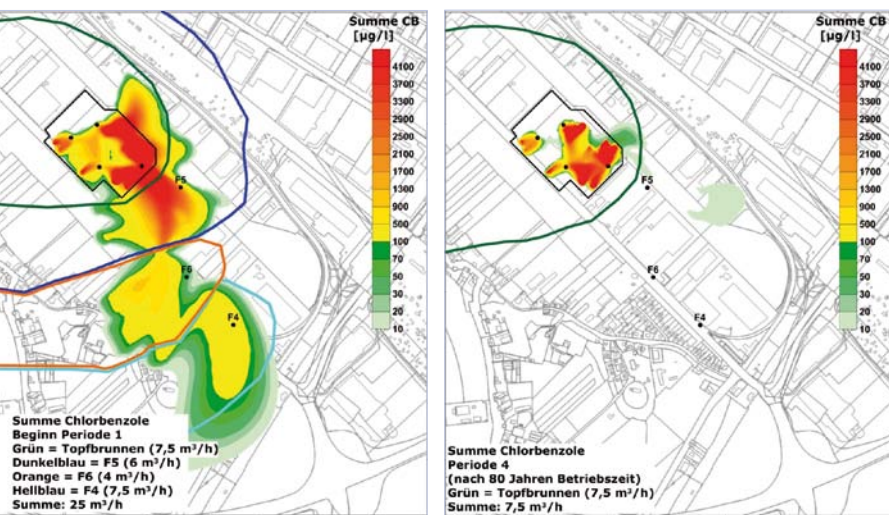 Summe CB
[µg/l]
4100
3700
3300
2900
2500
2100
1700
1300
900
500
100
70
50
30
20
10
F5
F6
F4
Summe Chlorbenzole
Beginn Periode 1
Grün = Topfbrunnen (7,5 m³/h)
Dunkelblau = F5 (6 m³/h)
Orange = F6 (4 m³/h)
Hellblau = F4 (7,5 m³/h)
Summe: 25 m³/h
Summe CB
[µg/l]
4100
3700
3300
2900
2500
2100
1700
1300
900
500
100
70
50
30
20
10
F5
F6
F4
Summe Chlorbenzole
Periode 4
(nach 80 Jahren Betriebszeit)
Grün = Topfbrunnen (7,5 m³/h)
Summe: 7,5 m³/h